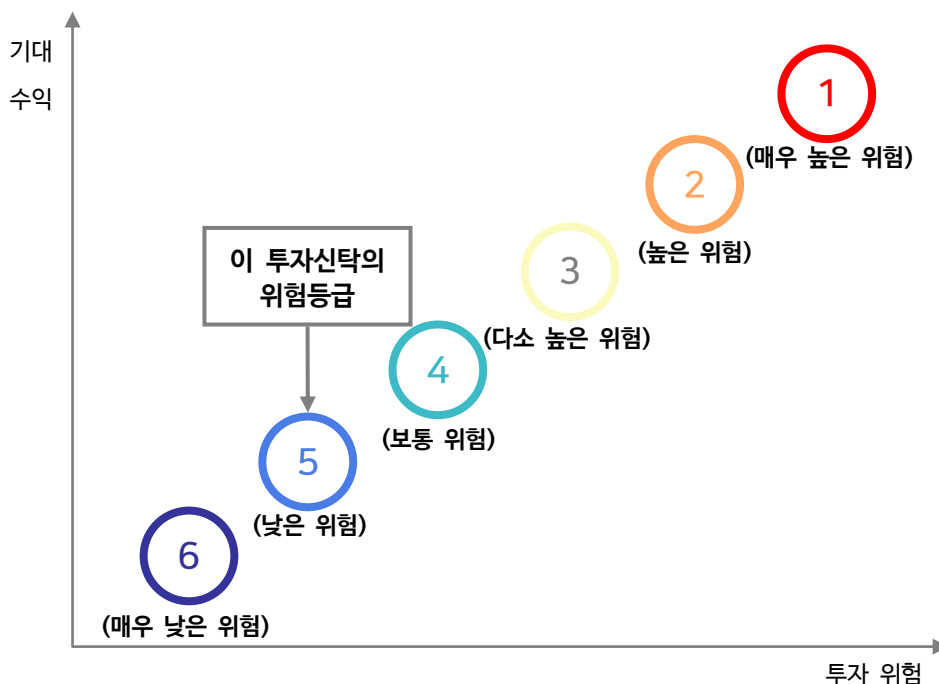 기대
수익
1
(매우 높은 위험)
2
(높은 위험)
이 투자신탁의
위험등급
3
(다소 높은 위험)
4
(보통 위험)
5
(낮은 위험)
6
(매우 낮은 위험)
투자 위험